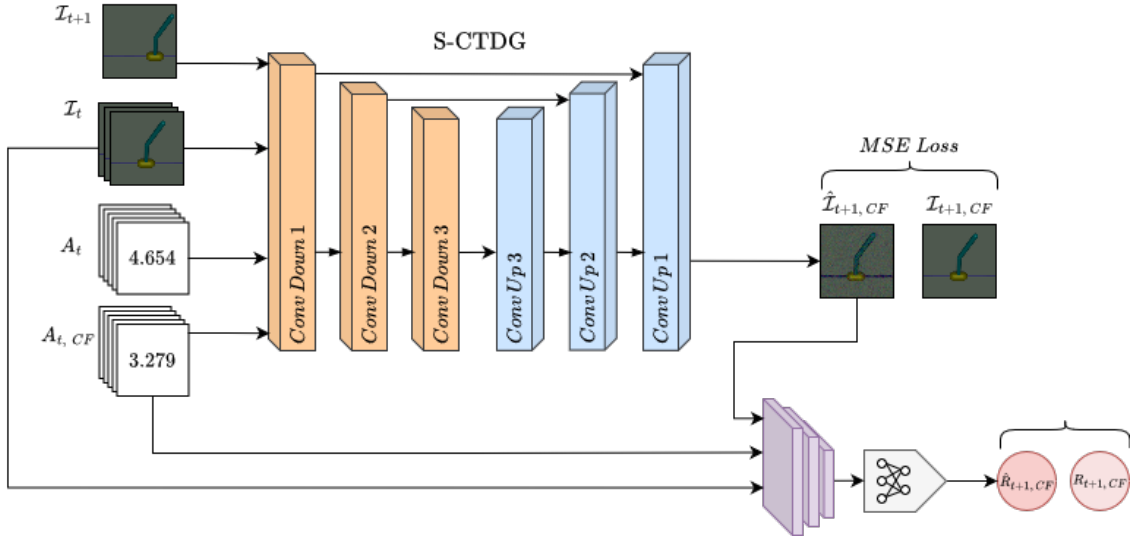 𝓘_{t+1}
S-CTDG
𝓘_t
MSE Loss
𝓘̂_{t+1, CF}
𝓘_{t+1, CF}
A_t
4.654
A_{t, CF}
3.279
Conv Down 1
Conv Down 2
Conv Down 3
Conv Up 3
Conv Up 2
Conv Up 1
R̂_{t+1, CF}
R_{t+1, CF}